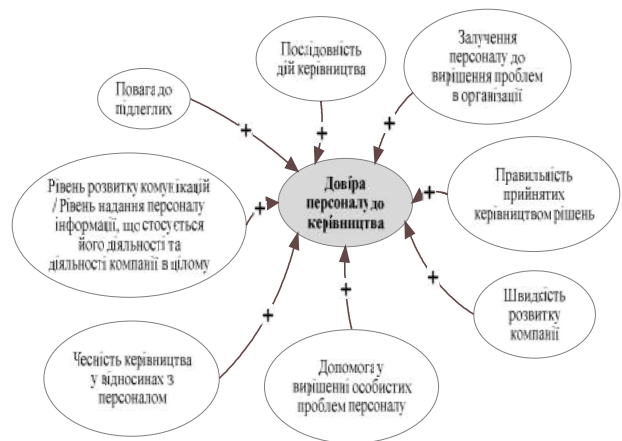 Послідовність
дій керівництва
Залучення
персоналу до
вирішення проблем
в організації
Повага до
підлеглих
+
+
+
Довіра
персоналу до
керівництва
Правильність
прийнятих
керівництвом рішень
+
Рівень розвитку комунікацій
/ Рівень надання персоналу
інформації, що стосується
його діяльності та
діяльності компанії в цілому
+
+
Швидкість
розвитку
компанії
+
+
Чесність керівництва
у відносинах з
персоналом
Допомога у
вирішенні особистих
проблем персоналу